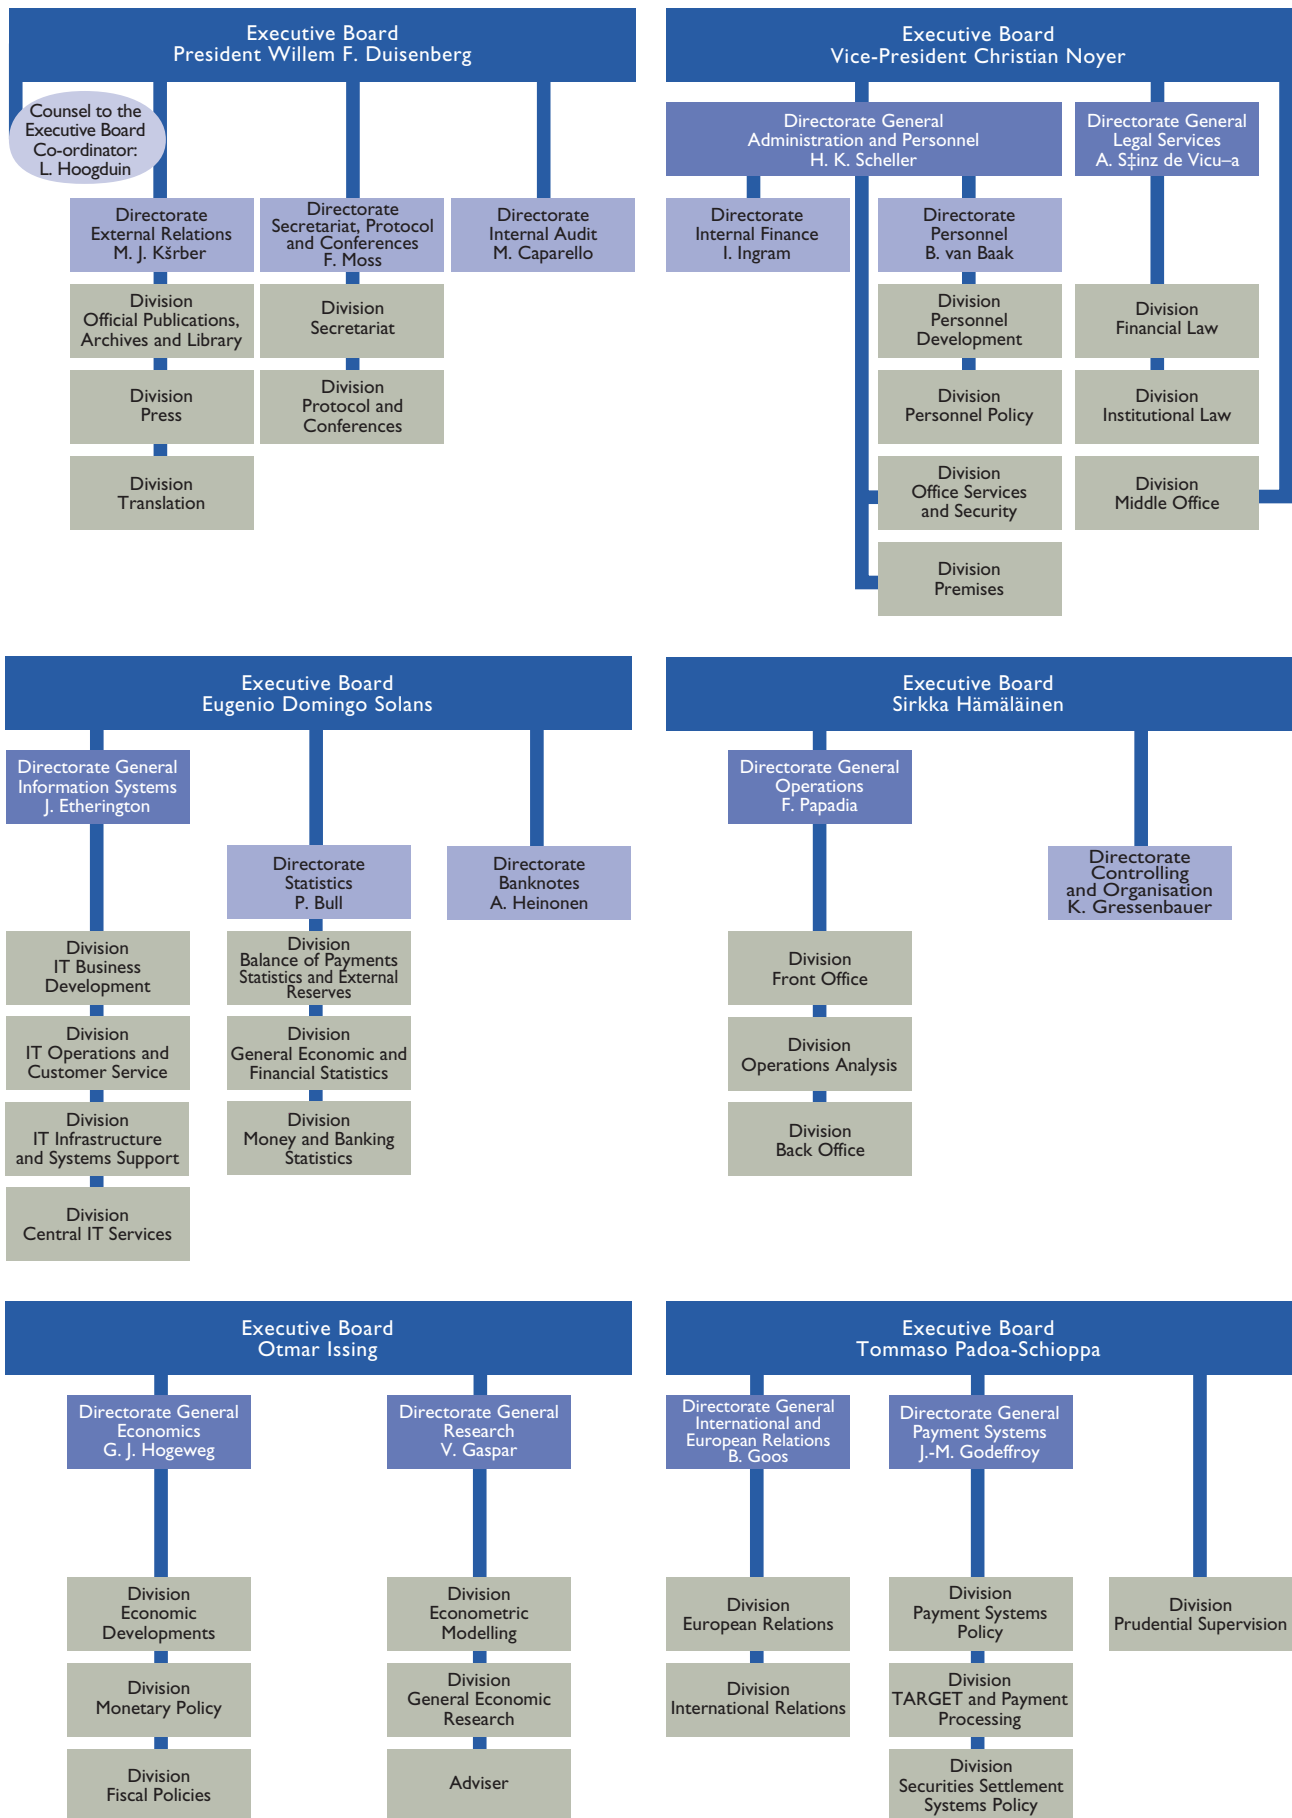 Executive Board
President Willem F. Duisenberg
Counsel to the
Executive Board
Co-ordinator:
L. Hoogduin
Directorate
External Relations
M. J. Kšrber
Directorate
Secretariat, Protocol
and Conferences
F. Moss
Directorate
Internal Audit
M. Caparello
Division
Official Publications,
Archives and Library
Division
Secretariat
Division
Press
Division
Protocol and
Conferences
Division
Translation
Executive Board
Vice-President Christian Noyer
Directorate General
Administration and Personnel
H. K. Scheller
Directorate General
Legal Services
A. S‡inz de Vicu–a
Directorate
Internal Finance
I. Ingram
Directorate
Personnel
B. van Baak
Division
Personnel
Development
Division
Financial Law
Division
Personnel Policy
Division
Institutional Law
Division
Office Services
and Security
Division
Middle Office
Division
Premises
Executive Board
Eugenio Domingo Solans
Directorate General
Information Systems
J. Etherington
Directorate
Statistics
P. Bull
Directorate
Banknotes
A. Heinonen
Division
IT Business
Development
Division
Balance of Payments
Statistics and External
Reserves
Division
IT Operations and
Customer Service
Division
General Economic and
Financial Statistics
Division
IT Infrastructure
and Systems Support
Division
Money and Banking
Statistics
Division
Central IT Services
Executive Board
Sirkka Hämäläinen
Directorate General
Operations
F. Papadia
Directorate
Controlling
and Organisation
K. Gressenbauer
Division
Front Office
Division
Operations Analysis
Division
Back Office
Executive Board
Otmar Issing
Directorate General
Economics
G. J. Hogeweg
Directorate General
Research
V. Gaspar
Division
Economic
Developments
Division
Econometric
Modelling
Division
Monetary Policy
Division
General Economic
Research
Division
Fiscal Policies
Adviser
Executive Board
Tommaso Padoa-Schioppa
Directorate General
International and
European Relations
B. Goos
Directorate General
Payment Systems
J.-M. Godeffroy
Division
European Relations
Division
Payment Systems
Policy
Division
Prudential Supervision
Division
International Relations
Division
TARGET and Payment
Processing
Division
Securities Settlement
Systems Policy